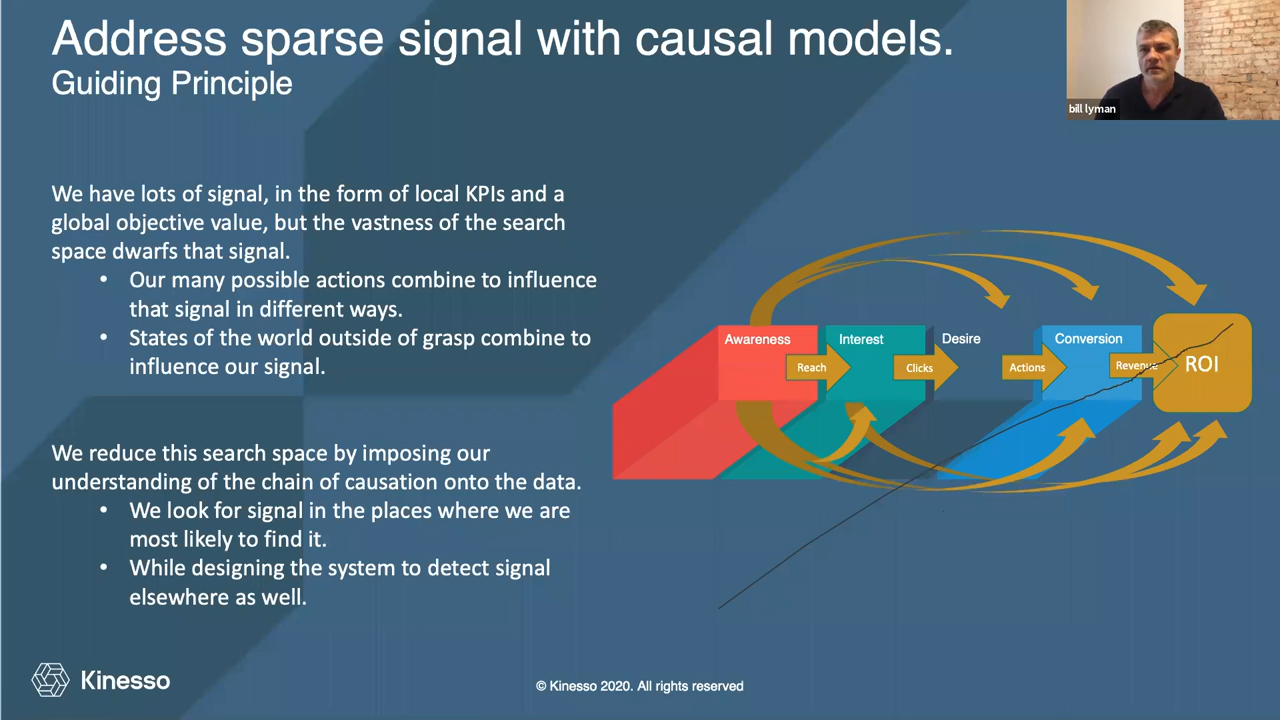 Address sparse signal with causal models.
Guiding Principle
bill lyman
We have lots of signal, in the form of local KPIs and a
global objective value, but the vastness of the search
space dwarfs that signal.
• Our many possible actions combine to influence
that signal in different ways.
• States of the world outside of grasp combine to
influence our signal.
We reduce this search space by imposing our
understanding of the chain of causation onto the data.
• We look for signal in the places where we are
most likely to find it.
• While designing the system to detect signal
elsewhere as well.
Awareness
Interest
Desire
Conversion
Reach
Clicks
Actions
Revenue
ROI
Kinesso
© Kinesso 2020. All rights reserved